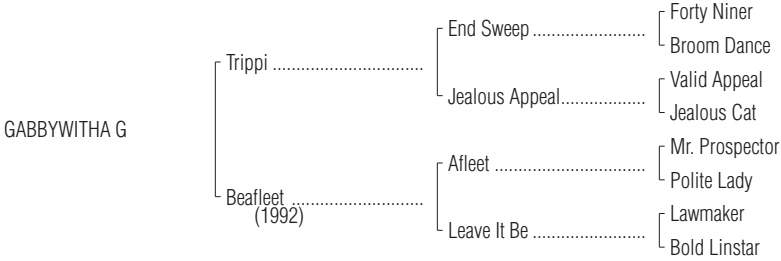 Forty Niner
End Sweep ........................
Broom Dance
Trippi ................................
Valid Appeal
Jealous Appeal..................
Jealous Cat
GABBYWITHA G
Mr. Prospector
Afleet ................................
Polite Lady
Beafleet ......................
(1992)
Lawmaker
Leave It Be ........................
Bold Linstar